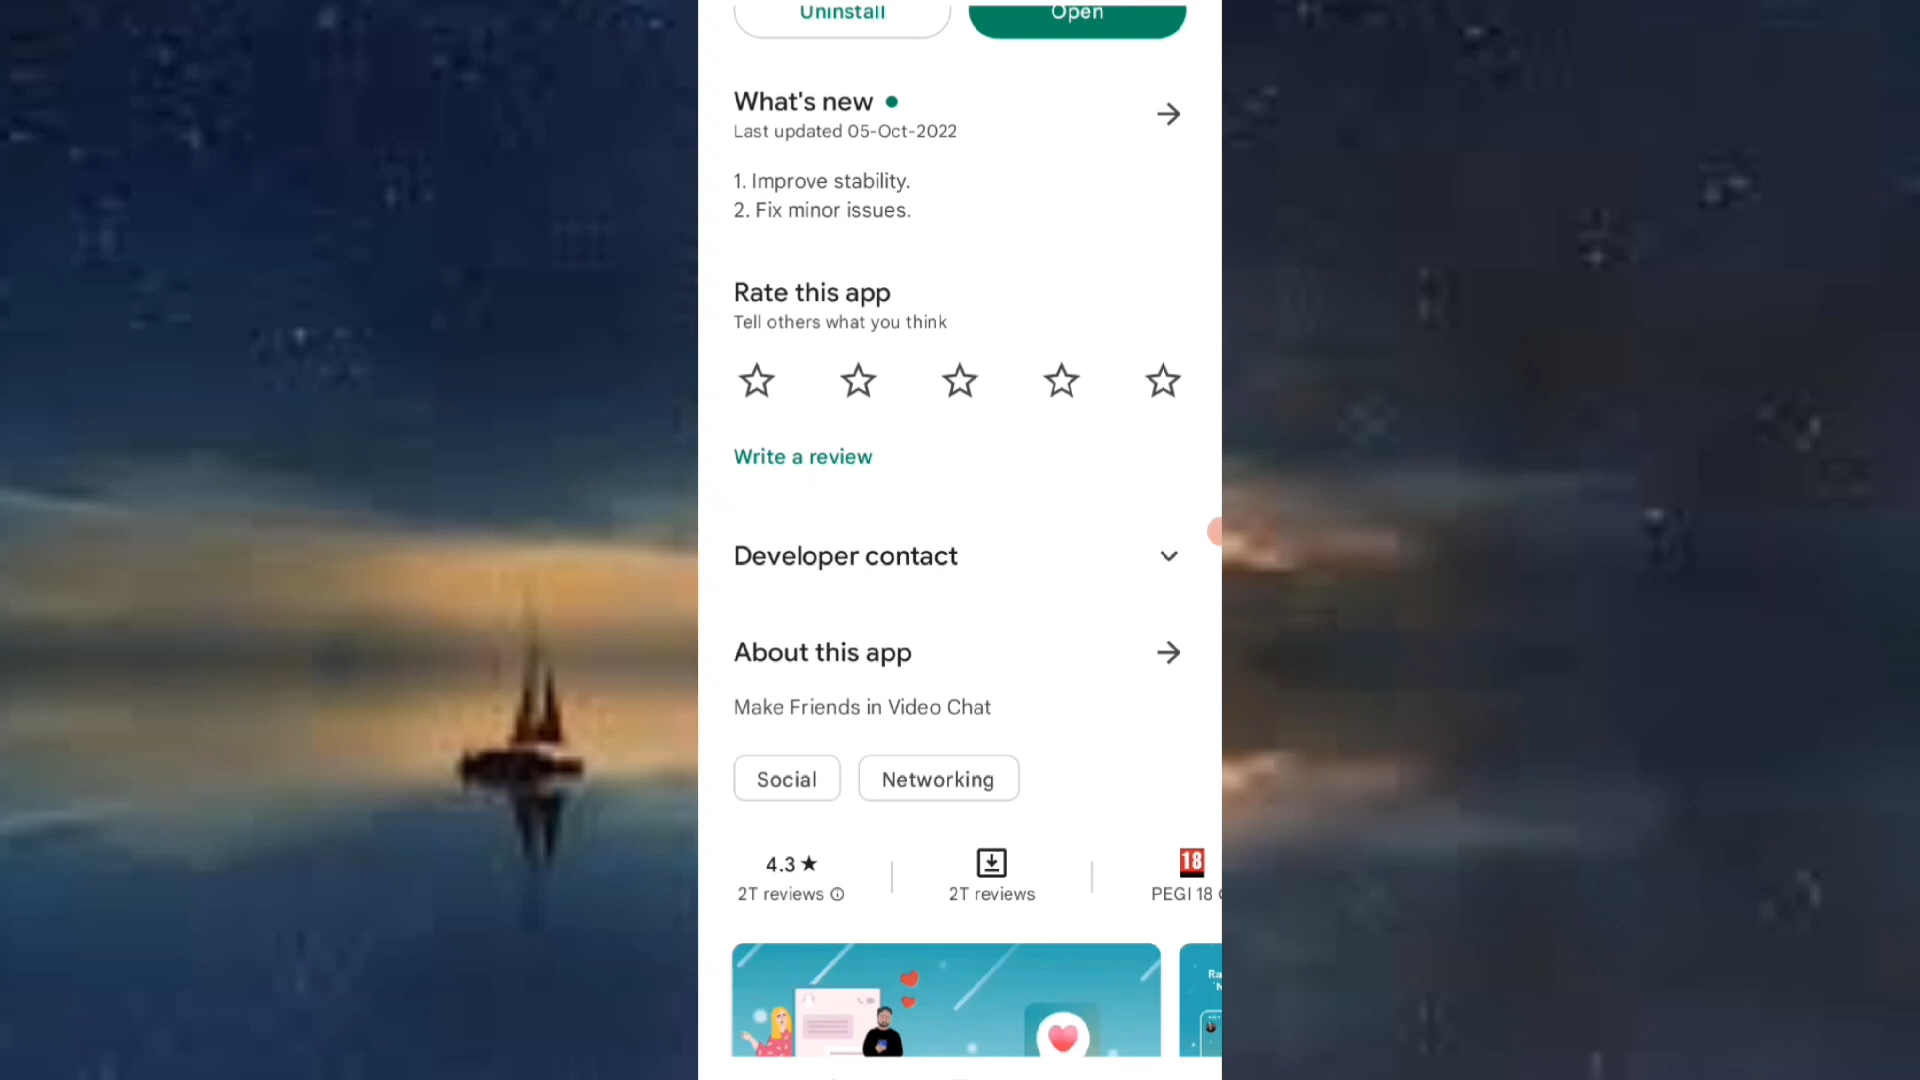 Uninstall
Open
What's new
Last updated 05-Oct-2022
1. Improve stability.
2. Fix minor issues.
Rate this app
Tell others what you think
Write a review
Developer contact
About this app
Make Friends in Video Chat
Social
Networking
4.3★
2T reviews
2T reviews
18
PEGI 18